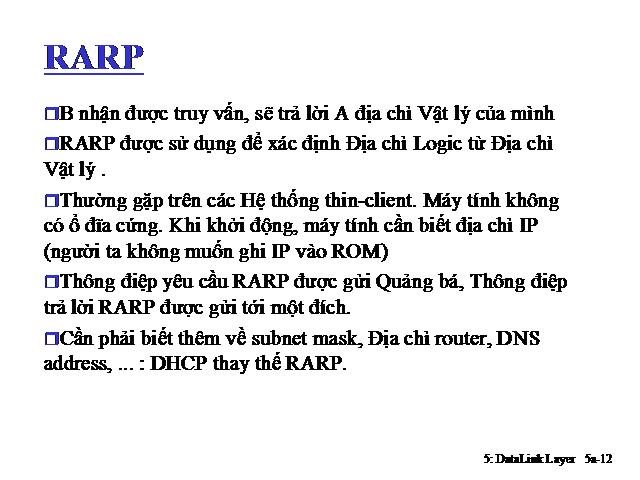 RARP
❒B nhận được truy vấn, sẽ trả lời A địa chỉ Vật lý của mình
❒RARP được sử dụng để xác định Địa chỉ Logic từ Địa chỉ
Vật lý .
❒Thường gặp trên các Hệ thống thin-client. Máy tính không
có ổ đĩa cứng. Khi khởi động, máy tính cần biết địa chỉ IP
(người ta không muốn ghi IP vào ROM)
❒Thông điệp yêu cầu RARP được gửi Quảng bá, Thông điệp
trả lời RARP được gửi tới một đích.
❒Cần phải biết thêm về subnet mask, Địa chỉ router, DNS
address, ... : DHCP thay thế RARP.
5: DataLink Layer 5a-12